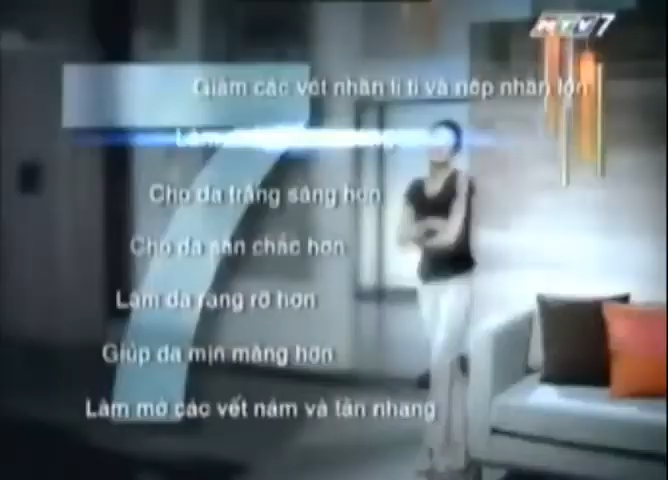 HTV7
Giảm các vết nhăn li ti và nếp nhăn lớn
Làm
Cho da trắng sáng hơn
Cho da săn chắc hơn
Làm da rạng rỡ hơn
Giúp da mịn màng hơn
Làm mờ các vết nám và tàn nhang